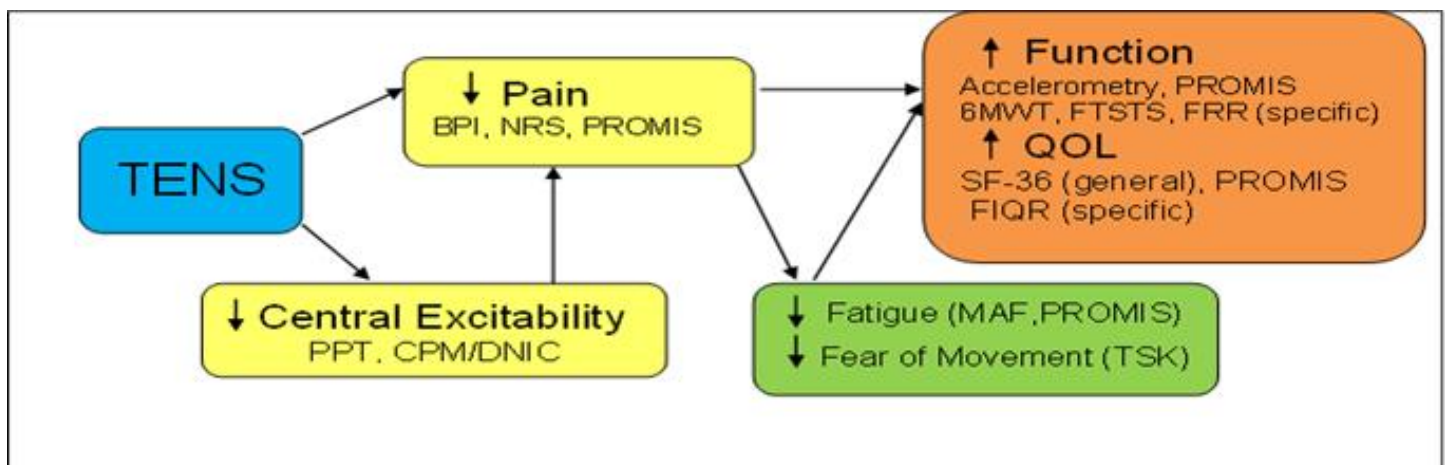 TENS
↓ Pain
BPI, NRS, PROMIS
↓ Central Excitability
PPT, CPM/DNIC
↑ Function
Accelerometry, PROMIS
6MWT, FTSTS, FRR (specific)
↑ QOL
SF-36 (general), PROMIS
FIQR (specific)
↓ Fatigue (MAF,PROMIS)
↓ Fear of Movement (TSK)